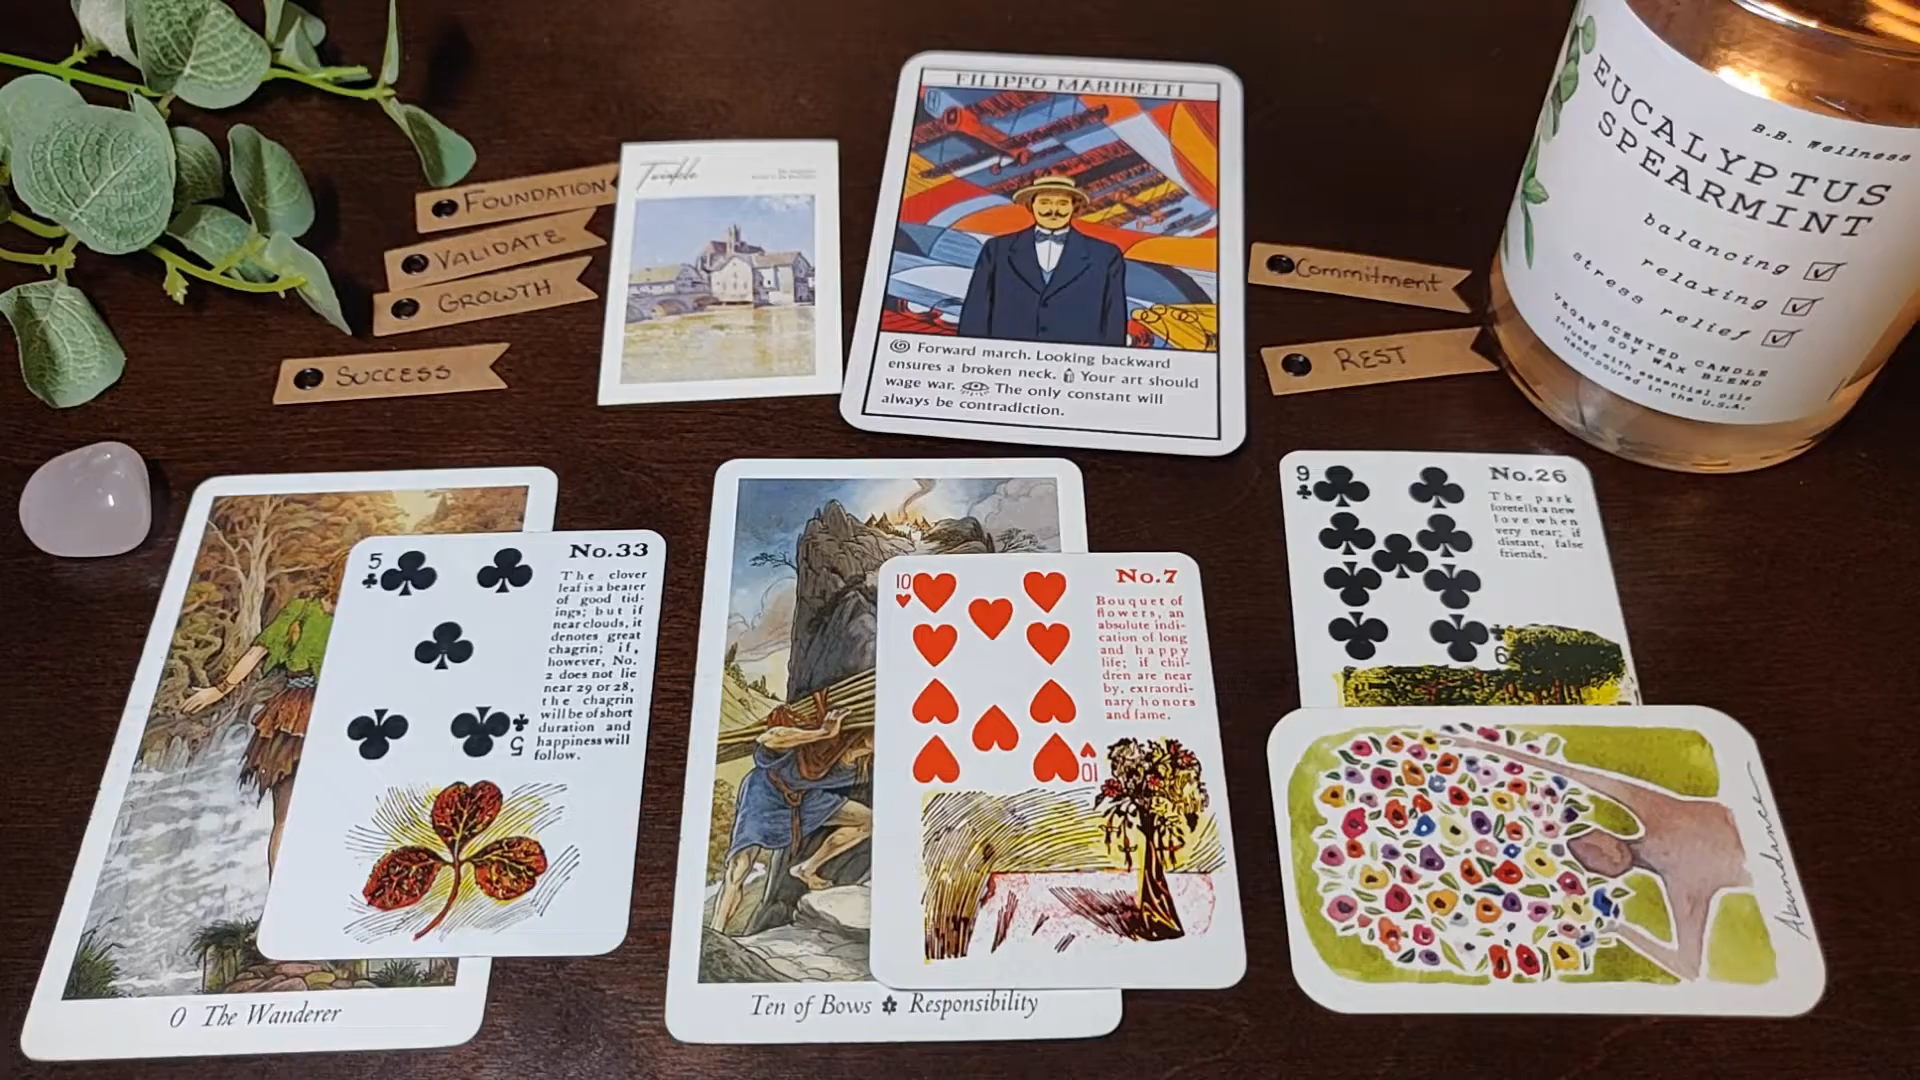 FOUNDATION
VALIDATE
GROWTH
SUCCESS
Twinkle
FILIPPO MARINETTI
Forward march. Looking backward
ensures a broken neck. Your art should
wage war. The only constant will
always be contradiction.
Commitment
REST
B.B. Wellness
EUCALYPTUS
SPEARMINT
balancing
relaxing
stress relief
VEGAN SCENTED CANDLE
SOY WAX BLEND
Infused with essential oils
Hand-poured in the U.S.A.
0 The Wanderer
5
No.33
The clover
leaf is a bearer
of good tid-
ings; but if
near clouds, it
denotes great
chagrin; if,
however, No.
2 does not lie
near 29 or 28,
the chagrin
will be of short
duration and
happiness will
follow.
5
Ten of Bows Responsibility
10
No.7
Bouquet of
flowers, an
absolute indi-
cation of long
and happy
life; if chil-
dren are near
by, extraordi-
nary honors
and fame.
10
9
No.26
The park
foretells a new
love when
very near; if
distant, false
friends.
9
Abundance